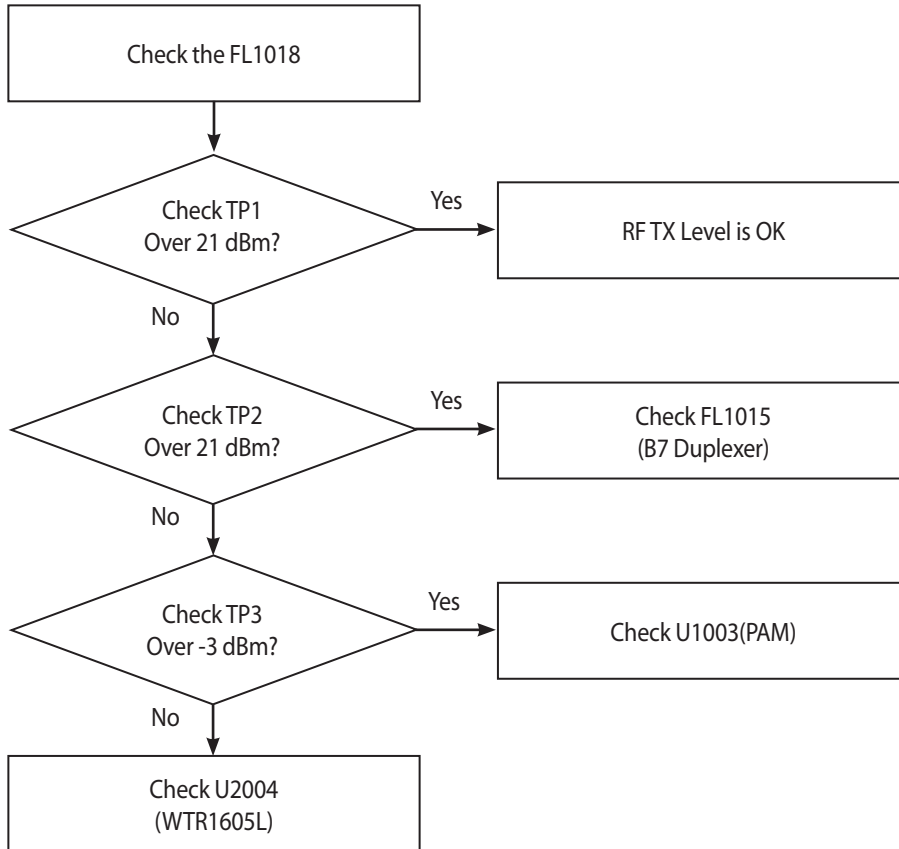 Check the FL1018
Check TP1
Over 21 dBm?
Yes
RF TX Level is OK
No
Check TP2
Over 21 dBm?
Yes
Check FL1015
(B7 Duplexer)
No
Check TP3
Over -3 dBm?
Yes
Check U1003(PAM)
No
Check U2004
(WTR1605L)